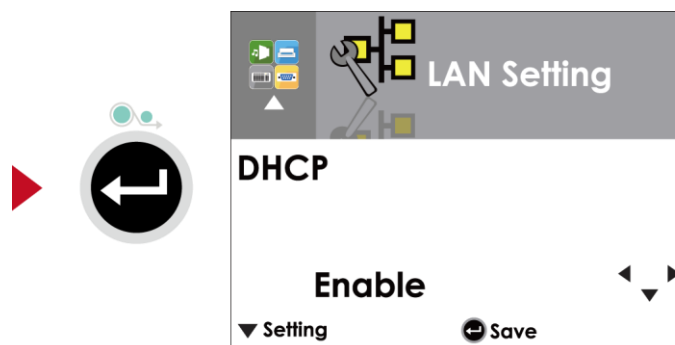 LAN Setting
DHCP
Enable
Setting
Save